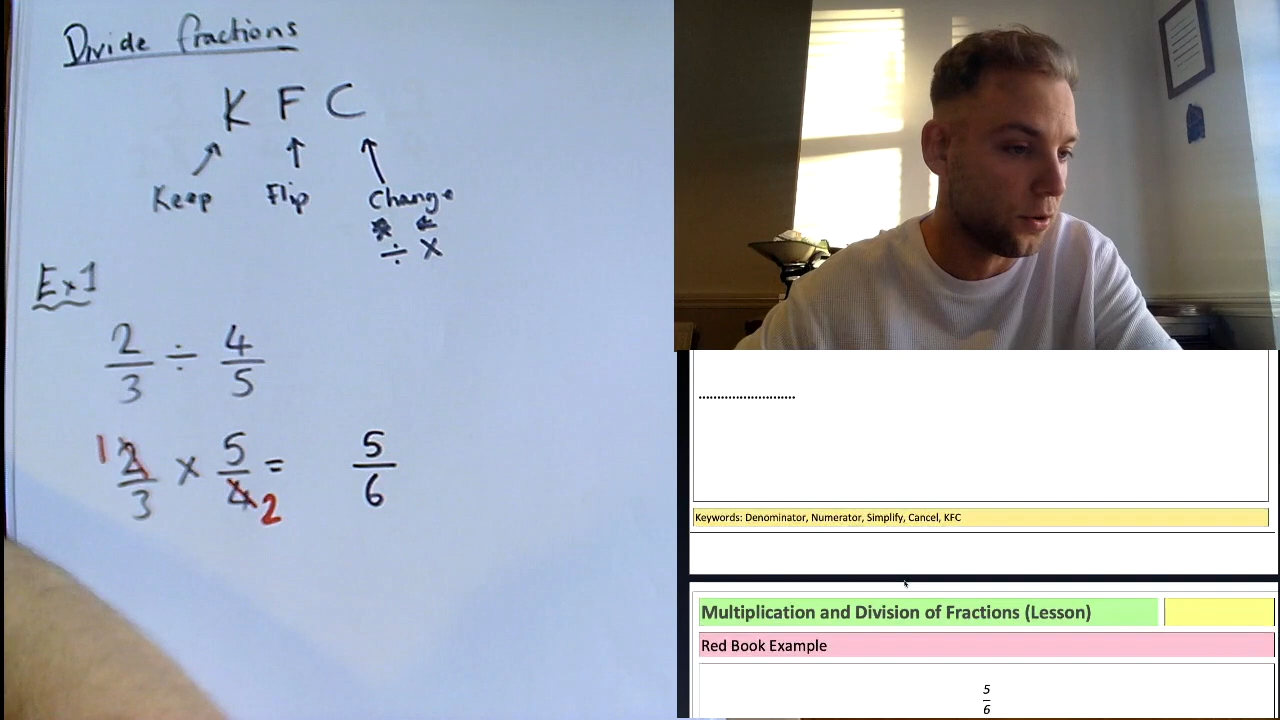 Divide fractions
K F C
Keep Flip Change
÷ x
Ex1
2/3 ÷ 4/5
1 2/3 x 5/4 2 = 5/6
..........................
Keywords: Denominator, Numerator, Simplify, Cancel, KFC
Multiplication and Division of Fractions (Lesson)
Red Book Example
5/6